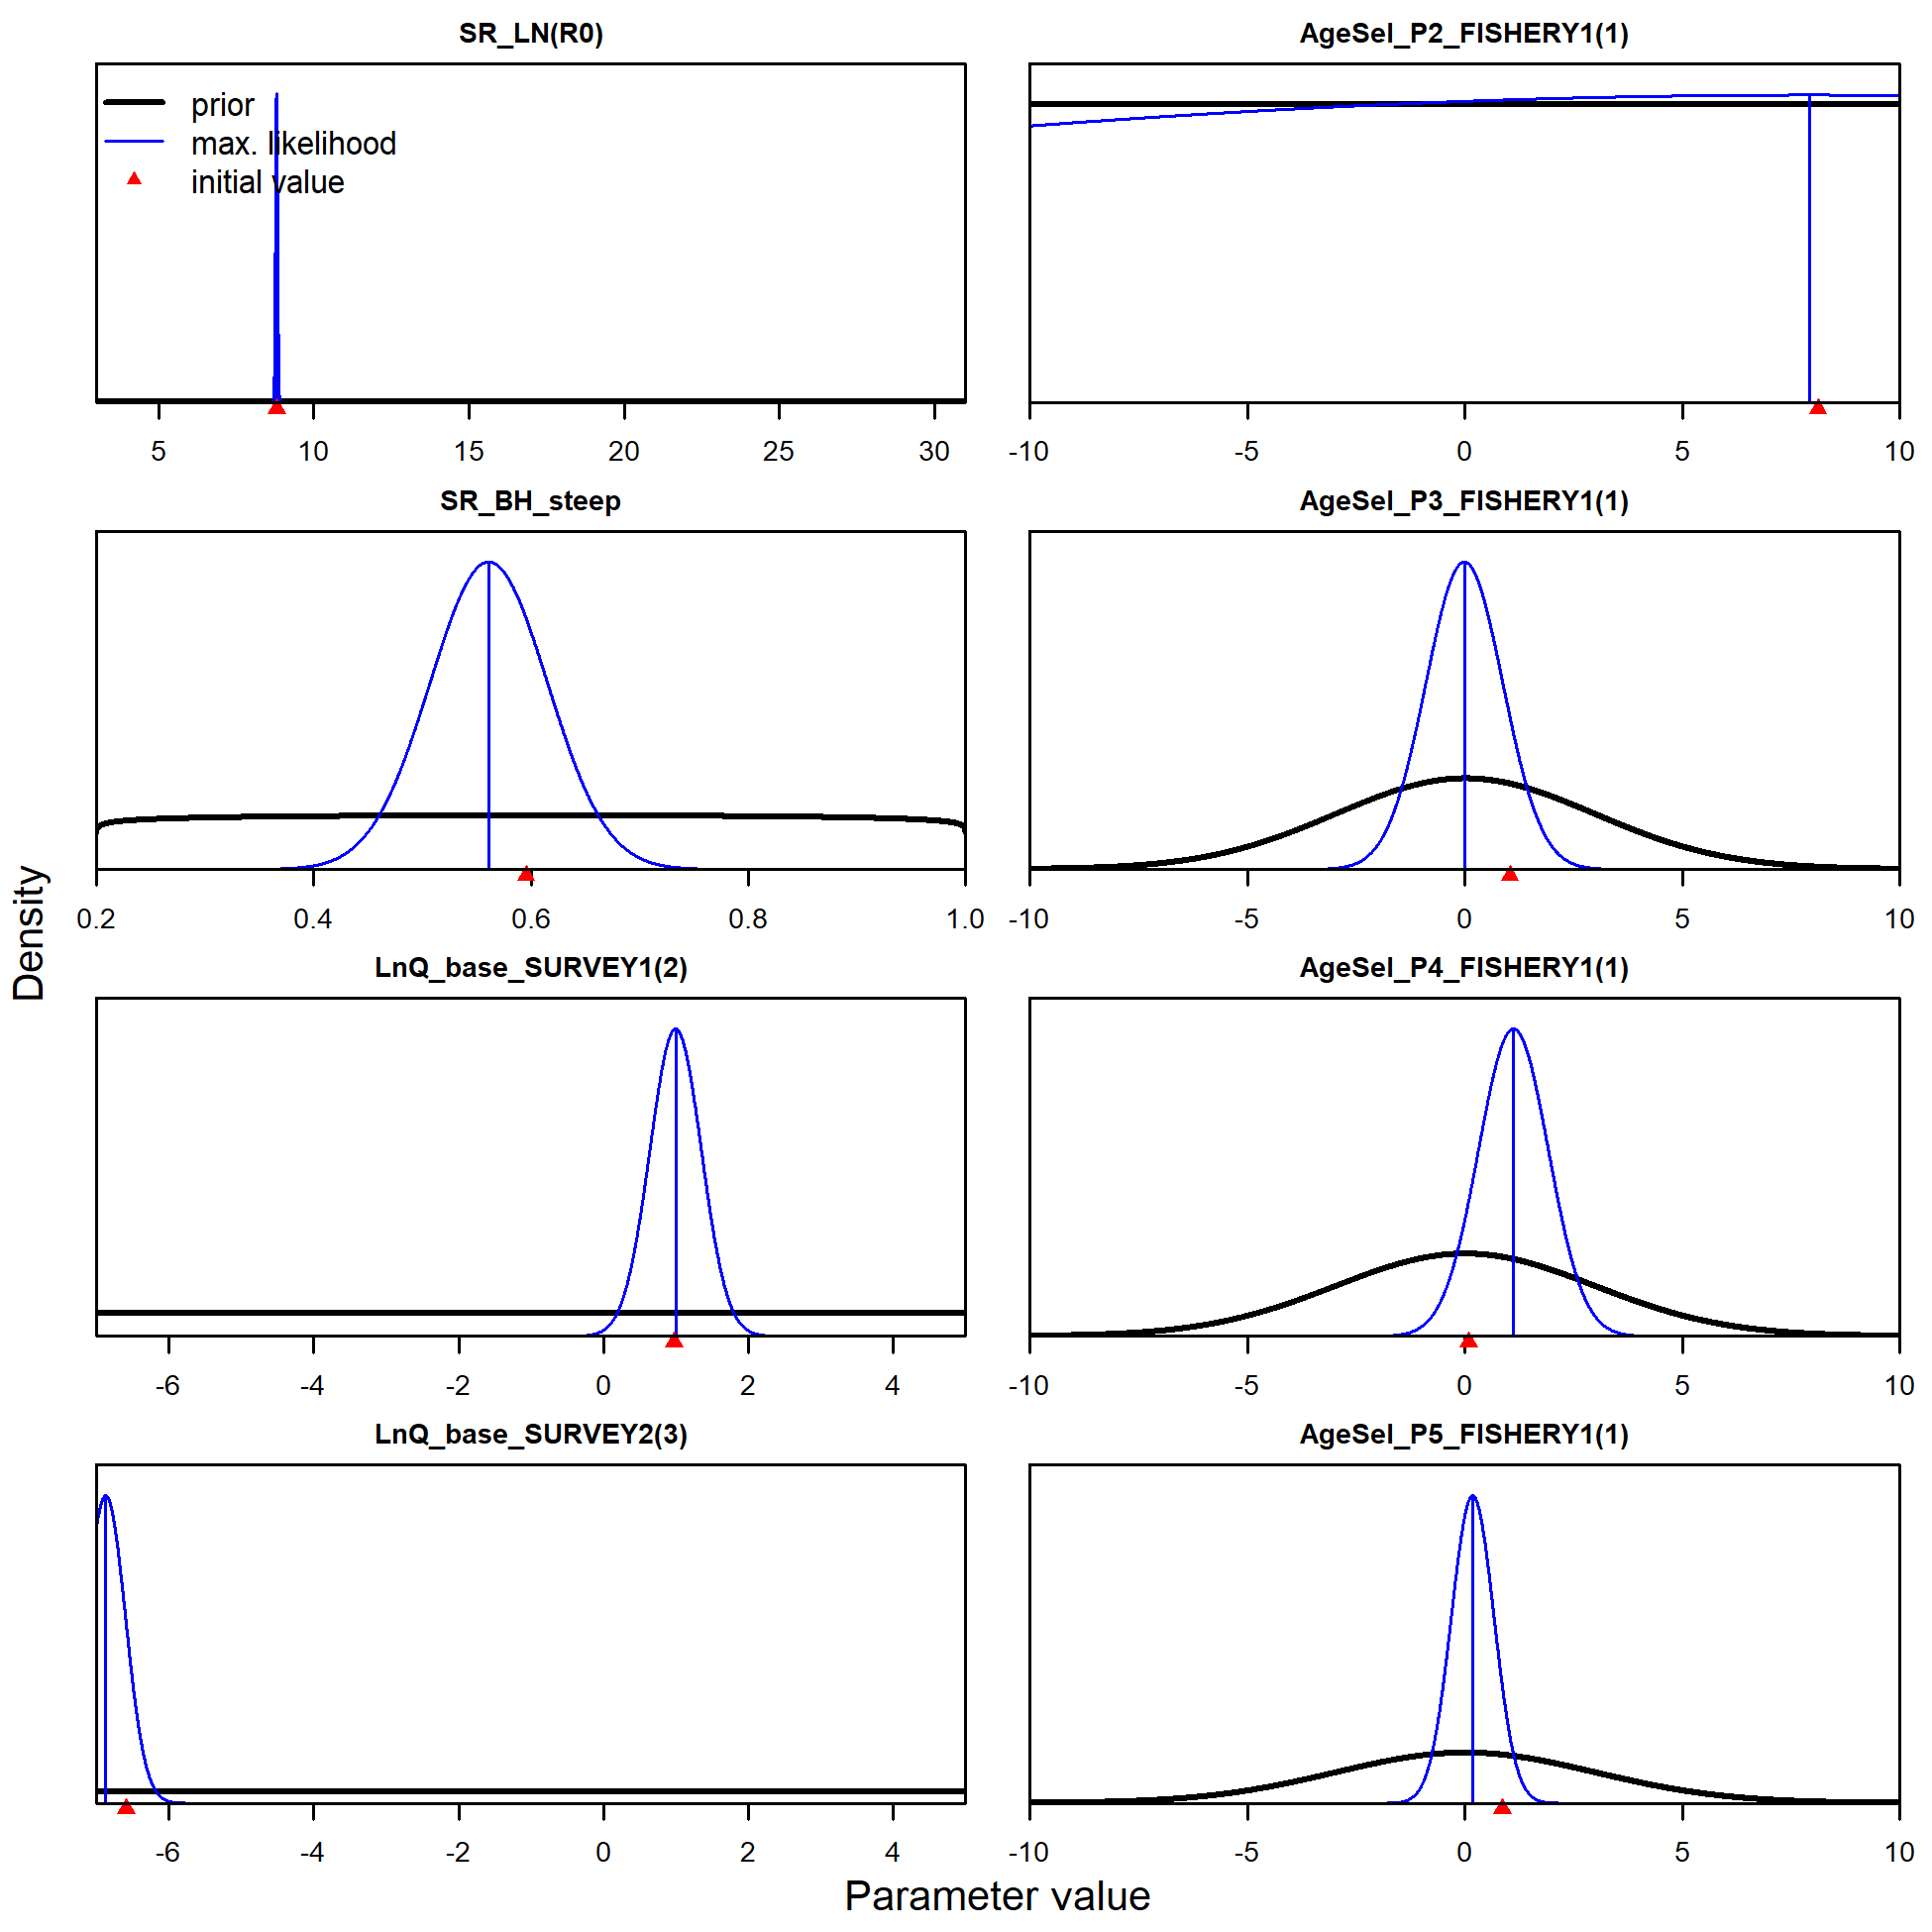 SR_LN(R0)
prior
max. likelihood
initial value
5 10 15 20 25 30
AgeSel_P2_FISHERY1(1)
-10 -5 0 5 10
SR_BH_steep
0.2 0.4 0.6 0.8 1.0
AgeSel_P3_FISHERY1(1)
-10 -5 0 5 10
LnQ_base_SURVEY1(2)
-6 -4 -2 0 2 4
AgeSel_P4_FISHERY1(1)
-10 -5 0 5 10
LnQ_base_SURVEY2(3)
-6 -4 -2 0 2 4
AgeSel_P5_FISHERY1(1)
-10 -5 0 5 10
Density
Parameter value